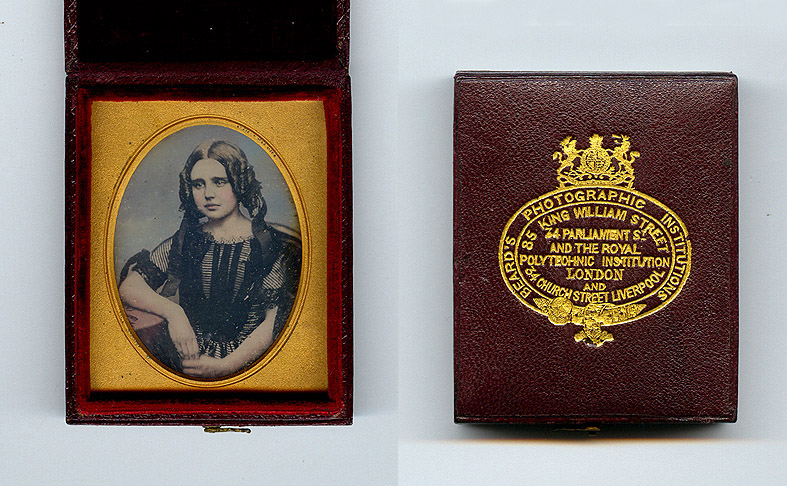 BEARD'S PHOTOGRAPHIC INSTITUTIONS
85 KING WILLIAM STREET
34 PARLIAMENT ST
AND THE ROYAL
POLYTECHNIC INSTITUTION
LONDON
AND
64 CHURCH STREET LIVERPOOL